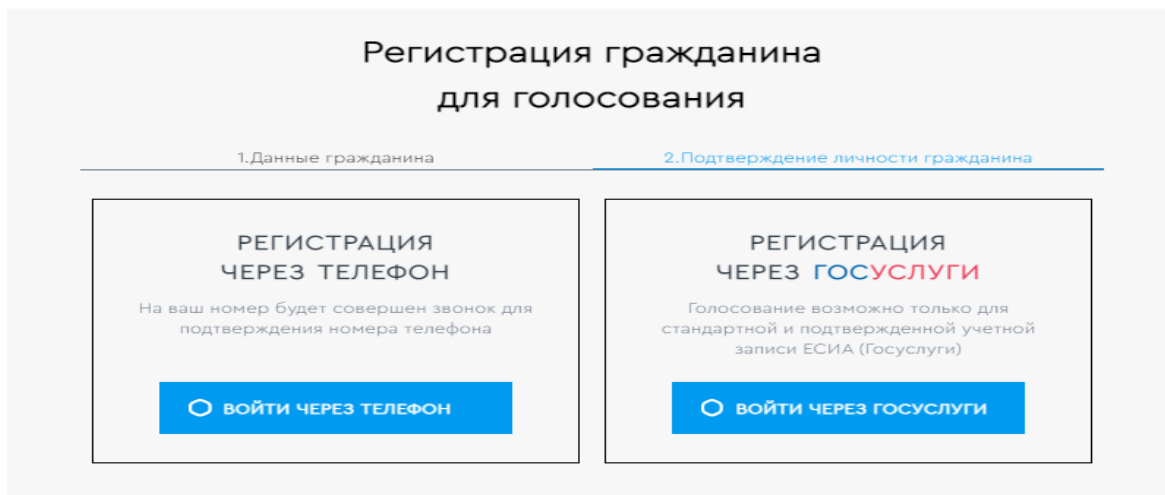 Регистрация гражданина
для голосования
1.Данные гражданина
2.Подтверждение личности гражданина
РЕГИСТРАЦИЯ
ЧЕРЕЗ ТЕЛЕФОН
На ваш номер будет совершен звонок для
подтверждения номера телефона
ВОЙТИ ЧЕРЕЗ ТЕЛЕФОН
РЕГИСТРАЦИЯ
ЧЕРЕЗ ГОСУСЛУГИ
Голосование возможно только для
стандартной и подтвержденной учетной
записи ЕСИА (Госуслуги)
ВОЙТИ ЧЕРЕЗ ГОСУСЛУГИ